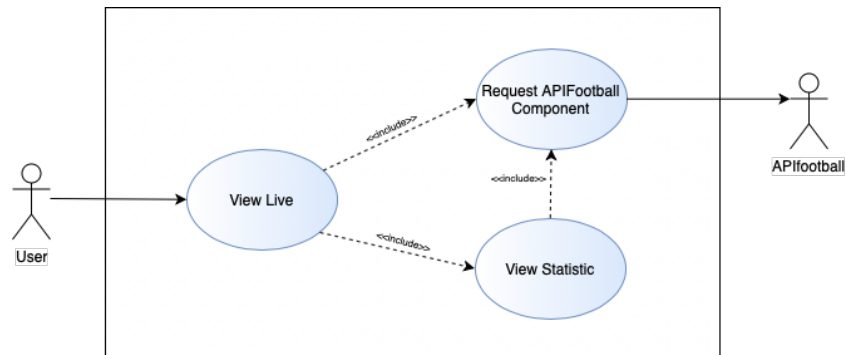 Request APIFootball
Component
<<include>>
APIfootball
<<include>>
View Live
User
<<include>>
View Statistic